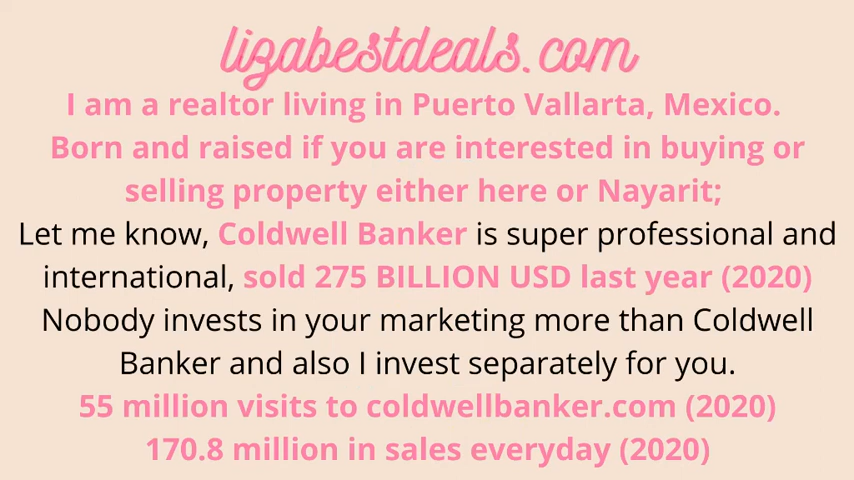 lizabestdeals.com
I am a realtor living in Puerto Vallarta, Mexico.
Born and raised if you are interested in buying or
selling property either here or Nayarit;
Let me know, Coldwell Banker is super professional and
international, sold 275 BILLION USD last year (2020)
Nobody invests in your marketing more than Coldwell
Banker and also I invest separately for you.
55 million visits to coldwellbanker.com (2020)
170.8 million in sales everyday (2020)